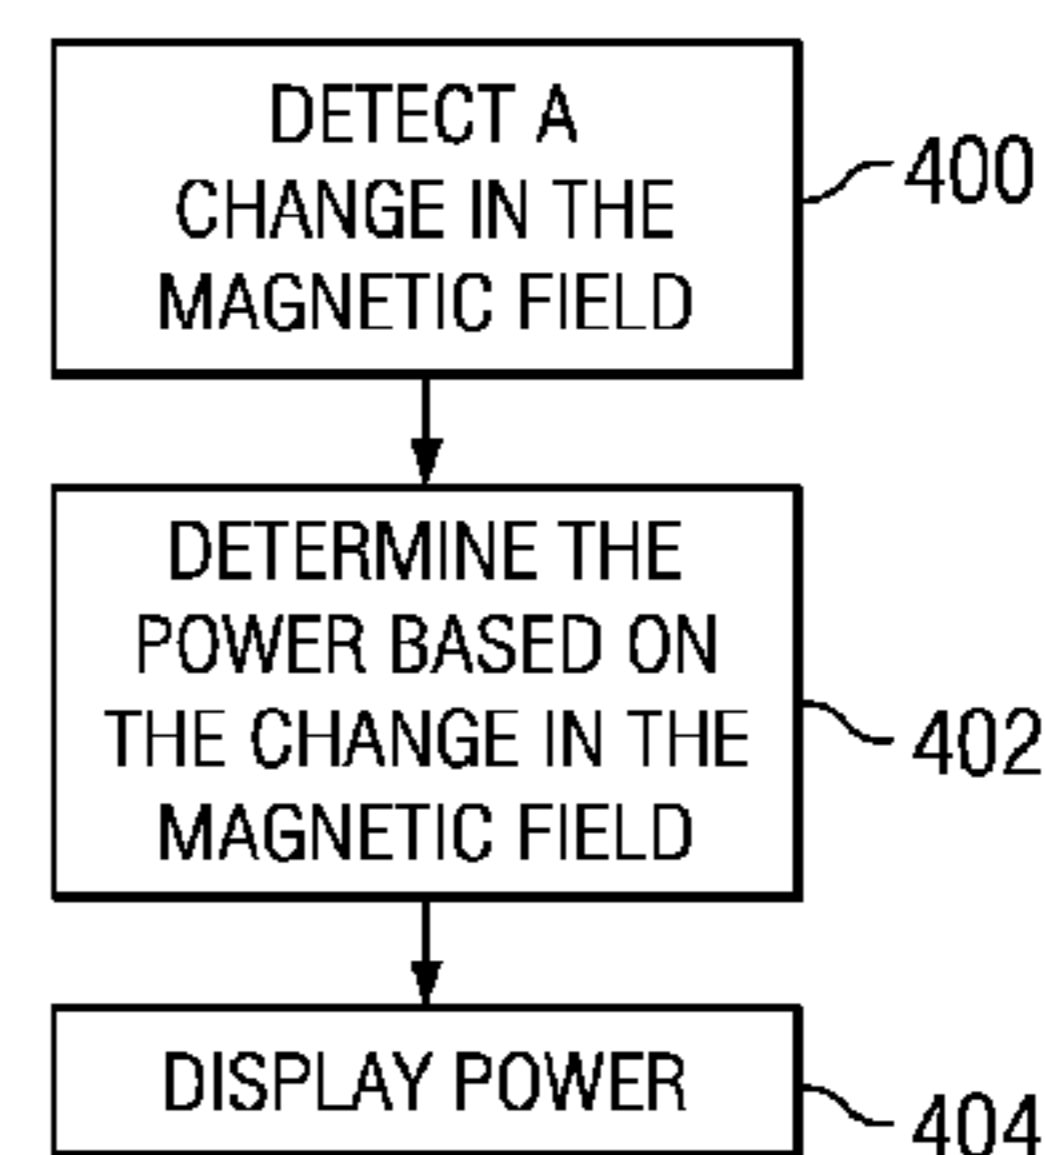 DETECT A
CHANGE IN THE
MAGNETIC FIELD
400
DETERMINE THE
POWER BASED ON
THE CHANGE IN THE
MAGNETIC FIELD
402
DISPLAY POWER
404